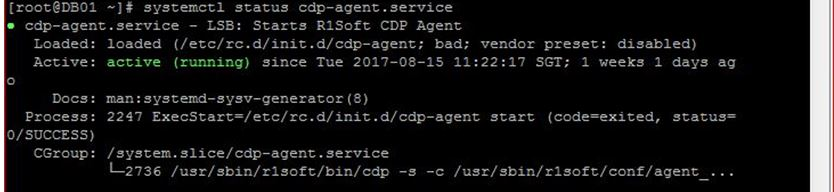 [root@DB01 ~]# systemctl status cdp-agent.service
● cdp-agent.service - LSB: Starts R1Soft CDP Agent
   Loaded: loaded (/etc/rc.d/init.d/cdp-agent; bad; vendor preset: disabled)
   Active: active (running) since Tue 2017-08-15 11:22:17 SGT; 1 weeks 1 days ag
o
     Docs: man:systemd-sysv-generator(8)
  Process: 2247 ExecStart=/etc/rc.d/init.d/cdp-agent start (code=exited, status=
0/SUCCESS)
   CGroup: /system.slice/cdp-agent.service
           └─2736 /usr/sbin/r1soft/bin/cdp -s -c /usr/sbin/r1soft/conf/agent_...